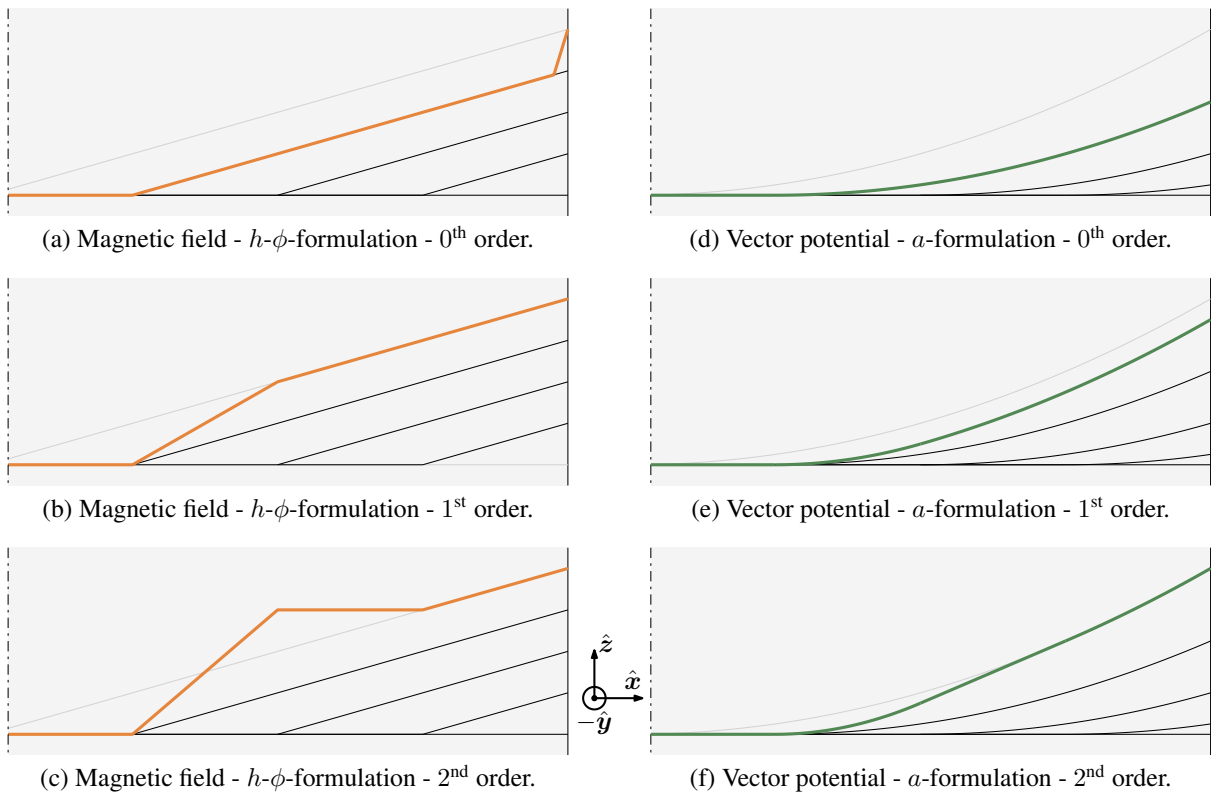 (a) Magnetic field - h-ϕ-formulation - 0th order.
(d) Vector potential - a-formulation - 0th order.
(b) Magnetic field - h-ϕ-formulation - 1st order.
(e) Vector potential - a-formulation - 1st order.
ẑ
x̂
−ŷ
(c) Magnetic field - h-ϕ-formulation - 2nd order.
(f) Vector potential - a-formulation - 2nd order.